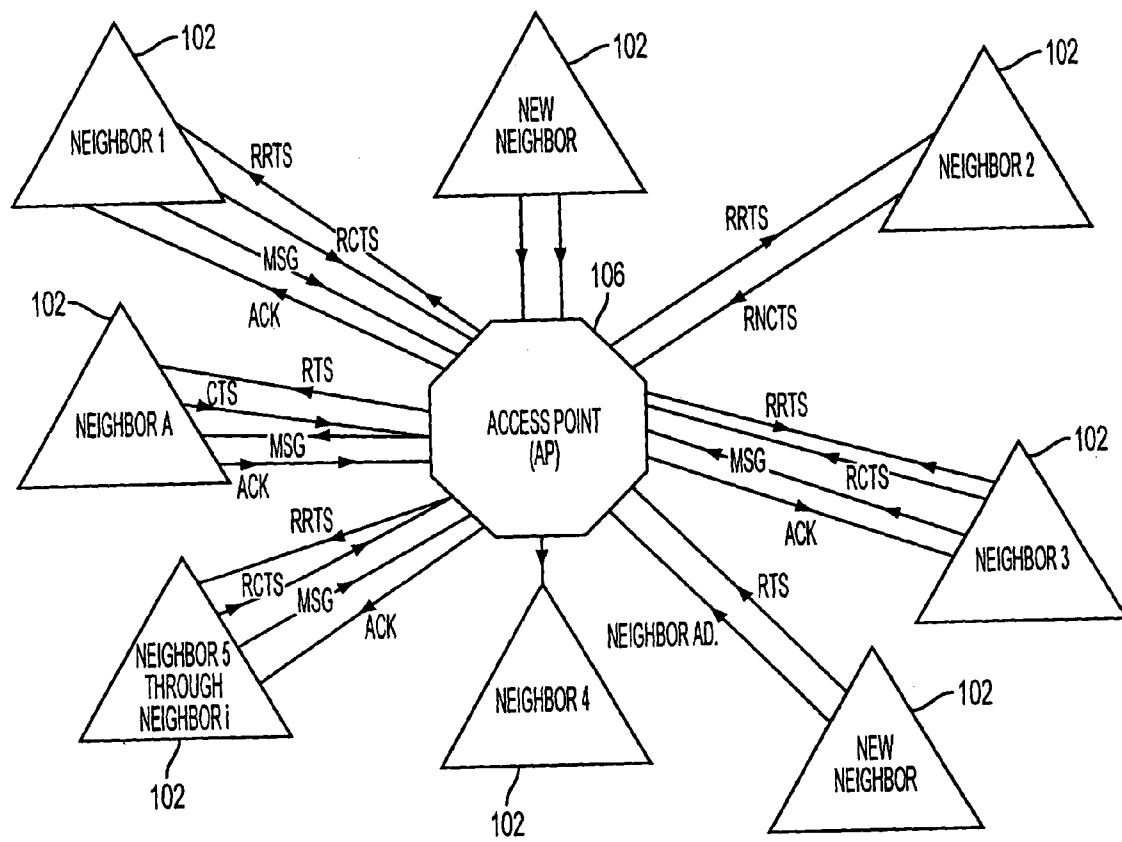 102
NEIGHBOR 1
RRTS
RCTS
MSG
ACK
102
NEW
NEIGHBOR
102
NEIGHBOR 2
RRTS
RNCTS
106
ACCESS POINT
(AP)
102
NEIGHBOR A
RTS
CTS
MSG
ACK
RRTS
RCTS
MSG
ACK
102
NEIGHBOR 3
RRTS
RCTS
MSG
ACK
NEIGHBOR 5
THROUGH
NEIGHBOR i
102
NEIGHBOR 4
102
NEIGHBOR AD.
RTS
102
NEW
NEIGHBOR